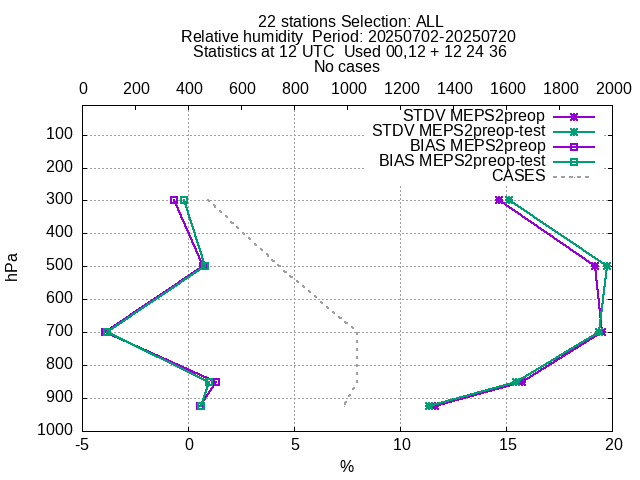 22 stations Selection: ALL
Relative humidity  Period: 20250702-20250720
Statistics at 12 UTC  Used 00,12 + 12 24 36
No cases
0 200 400 600 800 1000 1200 1400 1600 1800 2000
STDV MEPS2preop
STDV MEPS2preop-test
BIAS MEPS2preop
BIAS MEPS2preop-test
CASES
100
200
300
400
500
600
700
800
900
1000
hPa
-5 0 5 10 15 20
%